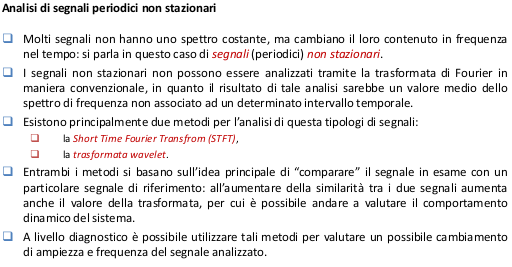 Analisi di segnali periodici non stazionari
Molti segnali non hanno uno spettro costante, ma cambiano il loro contenuto in frequenza
nel tempo: si parla in questo caso di segnali (periodici) non stazionari.
I segnali non stazionari non possono essere analizzati tramite la trasformata di Fourier in
maniera convenzionale, in quanto il risultato di tale analisi sarebbe un valore medio dello
spettro di frequenza non associato ad un determinato intervallo temporale.
Esistono principalmente due metodi per l'analisi di questa tipologi di segnali:
la Short Time Fourier Transfrom (STFT),
la trasformata wavelet.
Entrambi i metodi si basano sull'idea principale di “comparare” il segnale in esame con un
particolare segnale di riferimento: all'aumentare della similarità tra i due segnali aumenta
anche il valore della trasformata, per cui è possibile andare a valutare il comportamento
dinamico del sistema.
A livello diagnostico è possibile utilizzare tali metodi per valutare un possibile cambiamento
di ampiezza e frequenza del segnale analizzato.